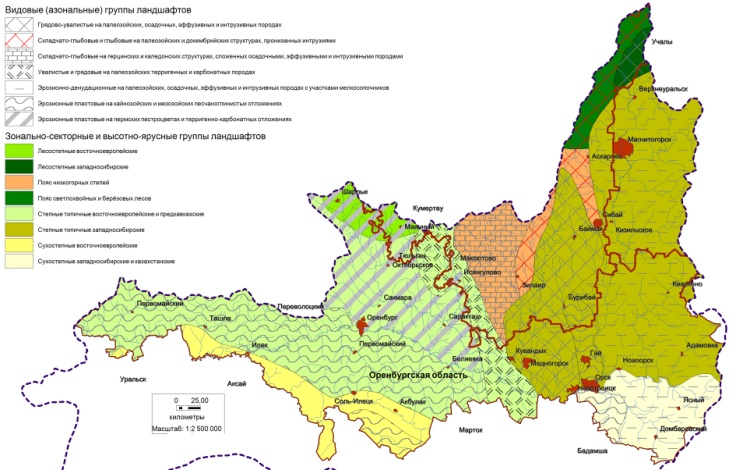 Видовые (азональные) группы ландшафтов
Грядово-увалистые на палеозойских, осадочных, эффузивных и интрузивных породах
Складчато-глыбовые и глыбовые на палеозойских и докембрийских структурах, пронизанных интрузиями
Складчато-глыбовые на герцинских и каледонских структурах, сложенных осадочными, эффузивными и интрузивными породами
Увалистые и грядовые на палеозойских терригенных и карбонатных породах
Эрозионно-денудационные на палеозойских, осадочных, эффузивных и интрузивных породах с участками мелкосопочников
Эрозионные пластовые на кайнозойских и мезозойских песчаноглинистых отложениях
Эрозионные пластовые на пермских пестроцветах и терригенно-карбонатных отложениях
Зонально-секторные и высотно-ярусные группы ландшафтов
Лесостепные восточноевропейские
Лесостепные западносибирские
Пояс низкогорных степей
Пояс светлохвойных и берёзовых лесов
Степные типичные восточноевропейские и предкавказские
Степные типичные западносибирские
Сухостепные восточноевропейские
Сухостепные западносибирские и казахстанские
Учалы
Верхнеуральск
Магнитогорск
Аскарово
Шарлык
Кумертау
Сибай
Маячный
Баймак
Кизильское
Тюльган
Мракотово
Октябрьское
Исянгулово
Зилаир
Кваркено
Сакмара
Бурибай
Первомайский
Переволоцкий
Ташла
Оренбург
Саракташ
Илек
Первомайский
Беляевка
Кувандык
Медногорск
Гай
Новоорск
Адамовка
Оренбургская область
Орск
Новотроицк
Уральск
Аксай
Соль-Илецк
Акбулак
Ясный
0 25,00
километры
Масштаб: 1:2 500 000
Марток
Домбаровский
Бадамша